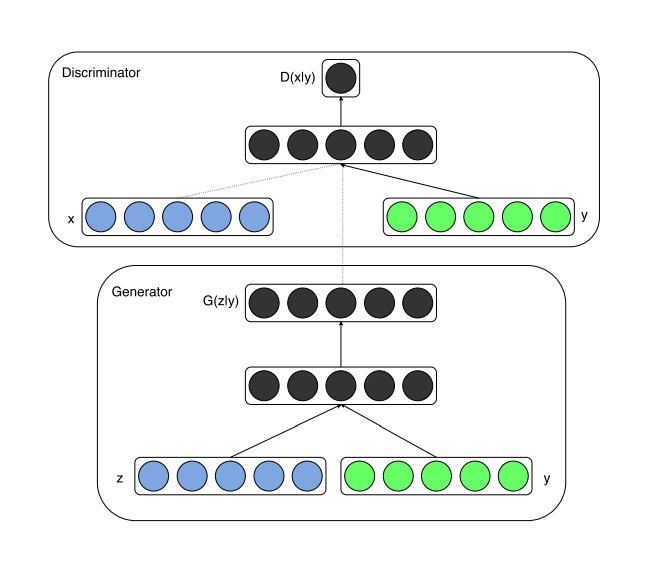 Discriminator
D(x|y)
x
y
Generator
G(z|y)
z
y